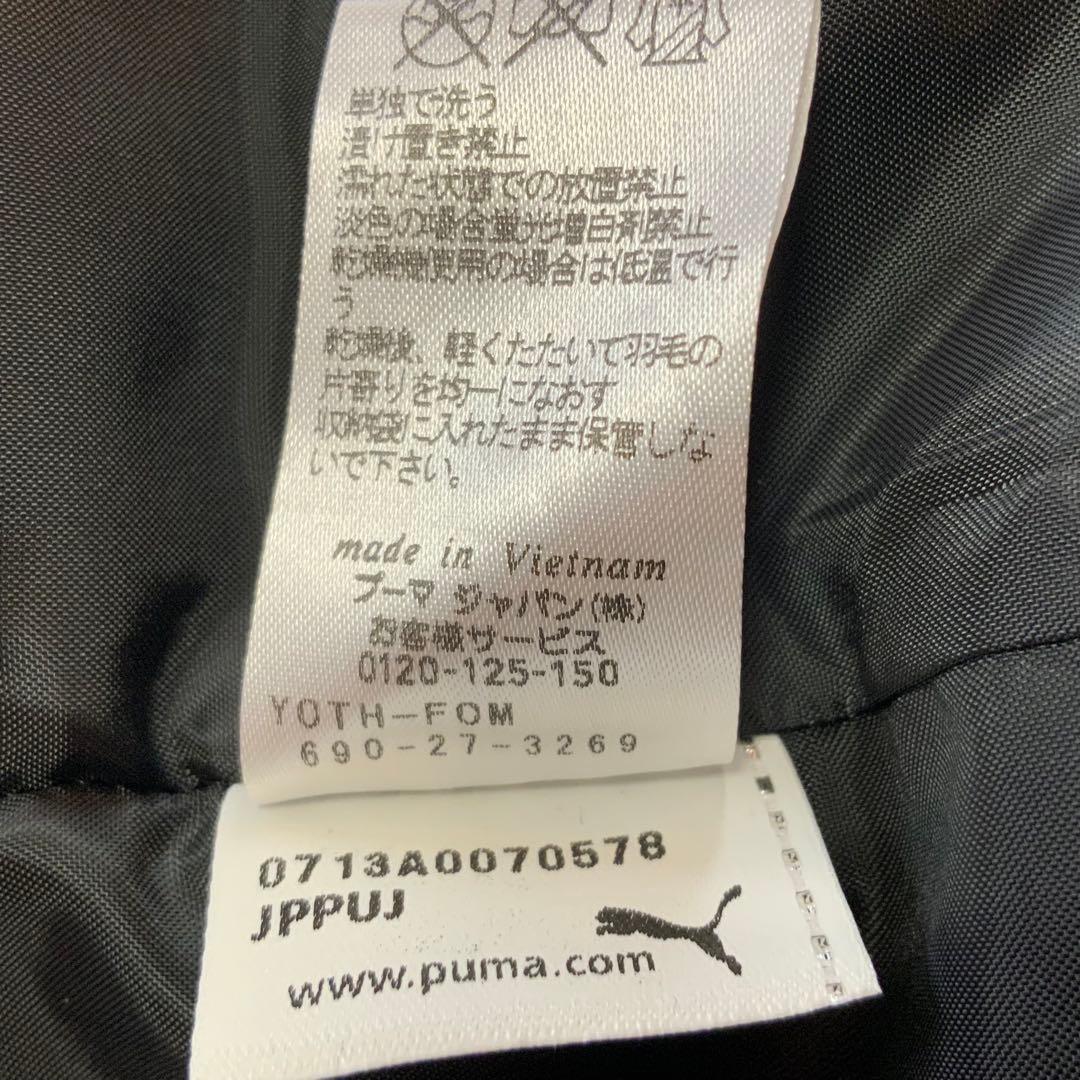 単独で洗う
漬け置き禁止
濡れた状態での放置禁止
淡色の場合蛍光増白剤禁止
乾燥機使用の場合は低温で行
う
乾燥後、軽くたたいて羽毛の
片寄りを均一になおす
収納袋に入れたまま保管しな
いで下さい。
made in Vietnam
プーマ ジャパン(株)
お客様サービス
0120-125-150
YOTH-FOM
690-27-3269
0713A0070578
JPPUJ
www.puma.com